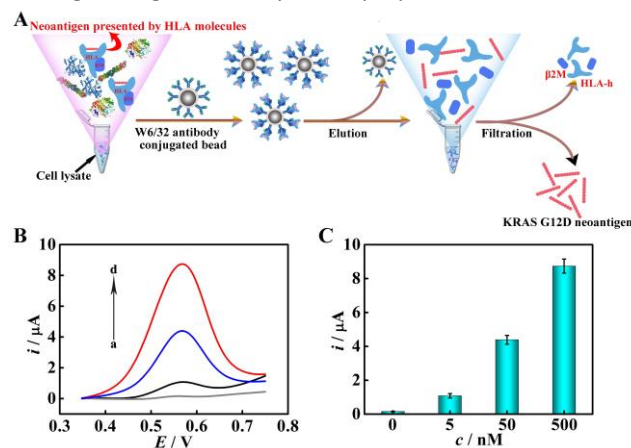 A
Neoantigen presented by HLA molecules
HLA
HLA
W6/32 antibody
conjugated bead
Elution
Filtration
β2M
HLA-h
Cell lysate
KRAS G12D neoantigen
B
10
8
6
4
2
0
i / μA
d
a
0.3 0.4 0.5 0.6 0.7 0.8
E / V
C
10
8
6
4
2
0
i / μA
0 5 50 500
c / nM